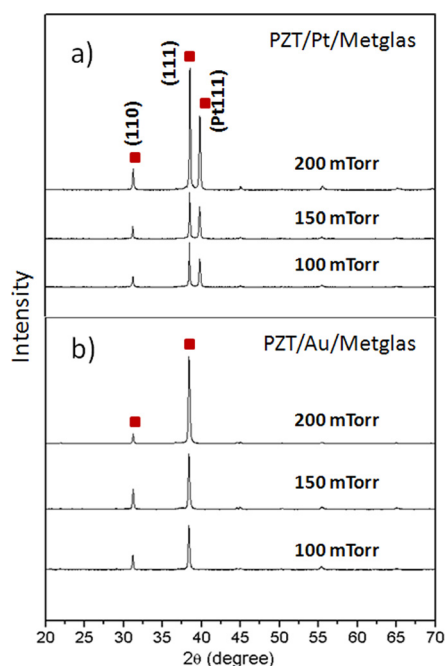 a)
PZT/Pt/Metglas
(110)
(111)
(Pt111)
200 mTorr
150 mTorr
100 mTorr
Intensity
b)
PZT/Au/Metglas
200 mTorr
150 mTorr
100 mTorr
20 25 30 35 40 45 50 55 60 65 70
2θ (degree)